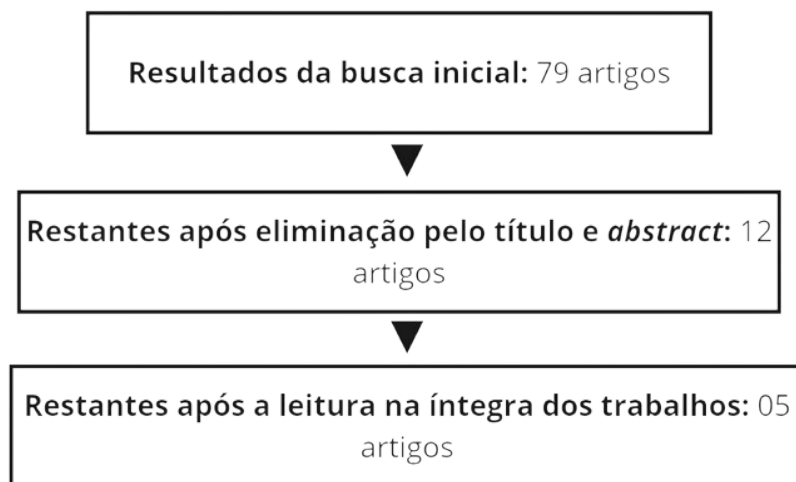 Resultados da busca inicial: 79 artigos
Restantes após eliminação pelo título e abstract: 12
artigos
Restantes após a leitura na íntegra dos trabalhos: 05
artigos